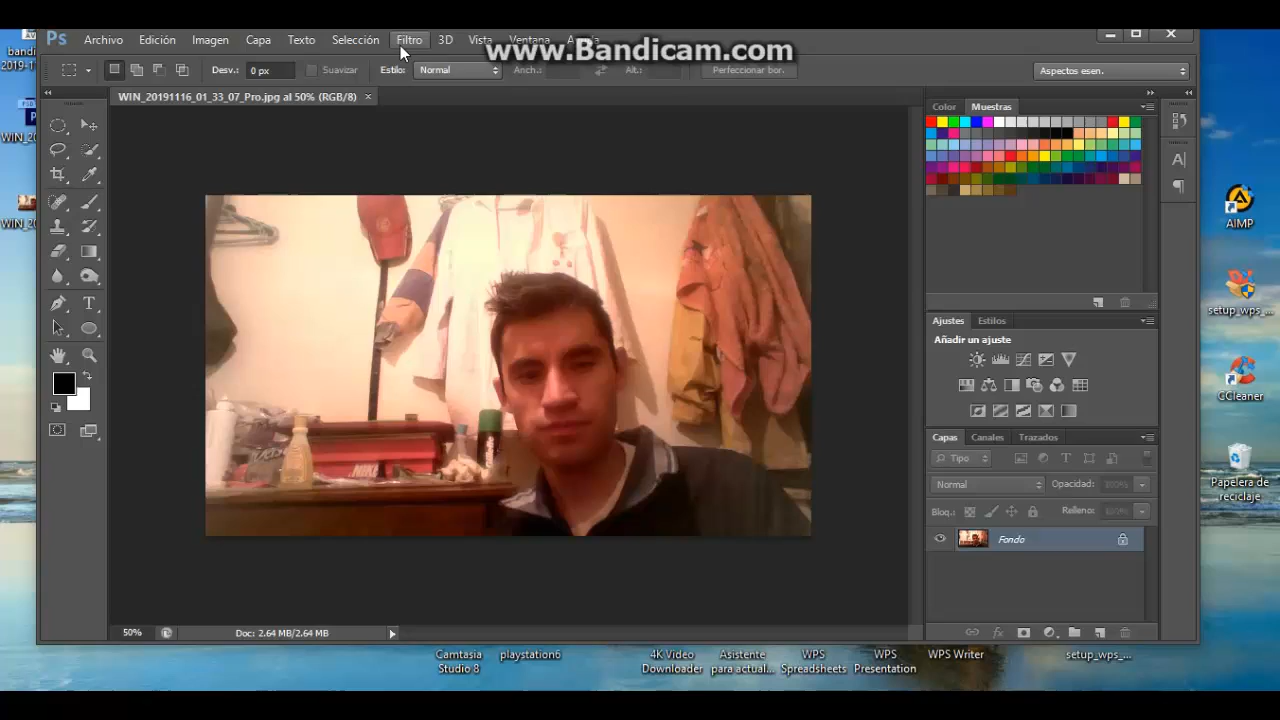 Ps Archivo Edición Imagen Capa Texto Selección Filtro 3D Vista Ventana
www.Bandicam.com
Desv.: 0 px Suavizar Estilo: Normal Anch.: Alt.: Perfeccionar bor. Aspectos esen.
WIN_20191116_01_33_07_Pro.jpg al 50% (RGB/8) ×
Color Muestras
Ajustes Estilos
Añadir un ajuste
Capas Canales Trazados
Tipo
Normal Opacidad: 100%
Bloq.: Relleno:
Fondo
NIKE
50% Doc: 2.64 MB/2.64 MB
AIMP
setup_wps_...
CCleaner
Papelera de
reciclaje
Camtasia
Studio 8
playstation6
4K Video
Downloader
Asistente
para actual...
WPS
Spreadsheets
WPS
Presentation
WPS Writer
setup_wps_...